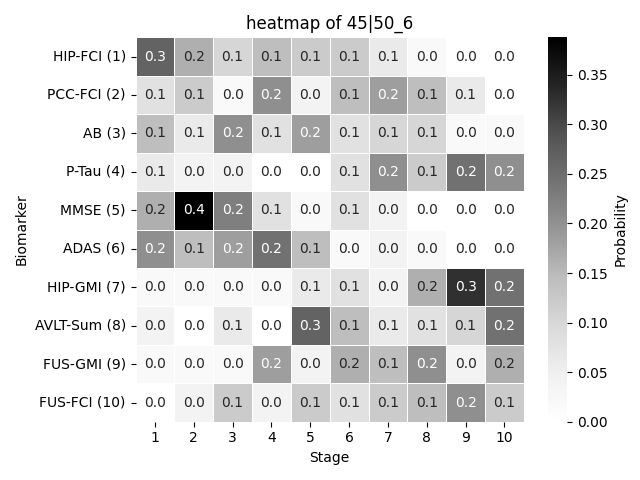 heatmap of 45|50_6
HIP-FCI (1) 0.3 0.2 0.1 0.1 0.1 0.1 0.1 0.0 0.0 0.0
PCC-FCI (2) 0.1 0.1 0.0 0.2 0.0 0.1 0.2 0.1 0.1 0.0
AB (3) 0.1 0.1 0.2 0.1 0.2 0.1 0.1 0.1 0.0 0.0
P-Tau (4) 0.1 0.0 0.0 0.0 0.0 0.1 0.2 0.1 0.2 0.2
MMSE (5) 0.2 0.4 0.2 0.1 0.0 0.1 0.0 0.0 0.0 0.0
ADAS (6) 0.2 0.1 0.2 0.2 0.1 0.0 0.0 0.0 0.0 0.0
HIP-GMI (7) 0.0 0.0 0.0 0.0 0.1 0.1 0.0 0.2 0.3 0.2
AVLT-Sum (8) 0.0 0.0 0.1 0.0 0.3 0.1 0.1 0.1 0.1 0.2
FUS-GMI (9) 0.0 0.0 0.0 0.2 0.0 0.2 0.1 0.2 0.0 0.2
FUS-FCI (10) 0.0 0.0 0.1 0.0 0.1 0.1 0.1 0.1 0.2 0.1
1 2 3 4 5 6 7 8 9 10
Stage
Biomarker
0.35
0.30
0.25
0.20
0.15
0.10
0.05
0.00
Probability